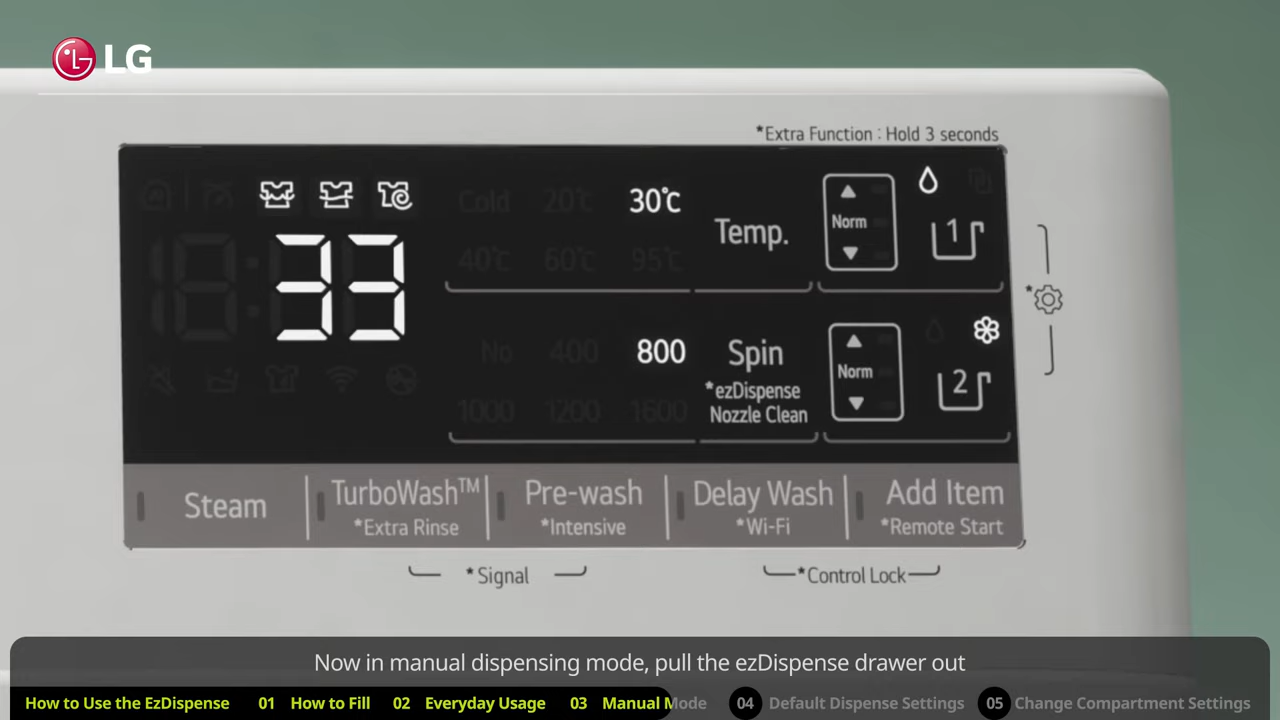 LG
*Extra Function : Hold 3 seconds
Cold 20℃ 30℃
40℃ 60℃ 95℃
Temp.
Norm
1
18:33
No 400 800
1000 1200 1600
Spin
*ezDispense
Nozzle Clean
Norm
2
*
Steam
TurboWash™
*Extra Rinse
Pre-wash
*Intensive
Delay Wash
*Wi-Fi
Add Item
*Remote Start
*Signal
*Control Lock
Now in manual dispensing mode, pull the ezDispense drawer out
How to Use the EzDispense 01 How to Fill 02 Everyday Usage 03 Manual Mode 04 Default Dispense Settings 05 Change Compartment Settings